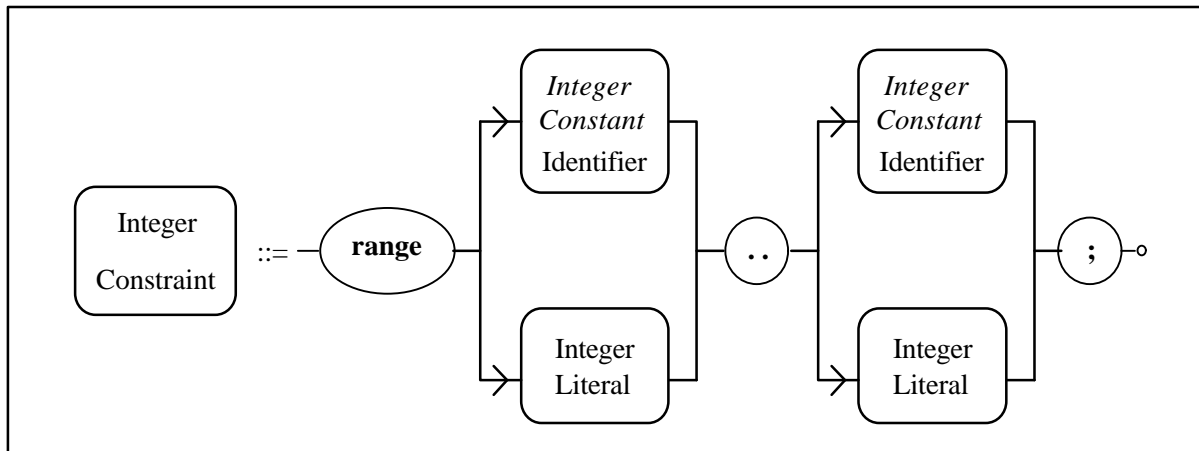 Integer
Constraint
::=
range
Integer
Constant
Identifier
Integer
Literal
..
Integer
Constant
Identifier
Integer
Literal
;